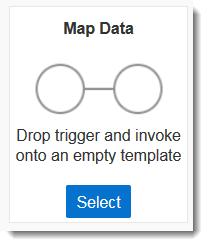 Map Data
Drop trigger and invoke
onto an empty template
Select